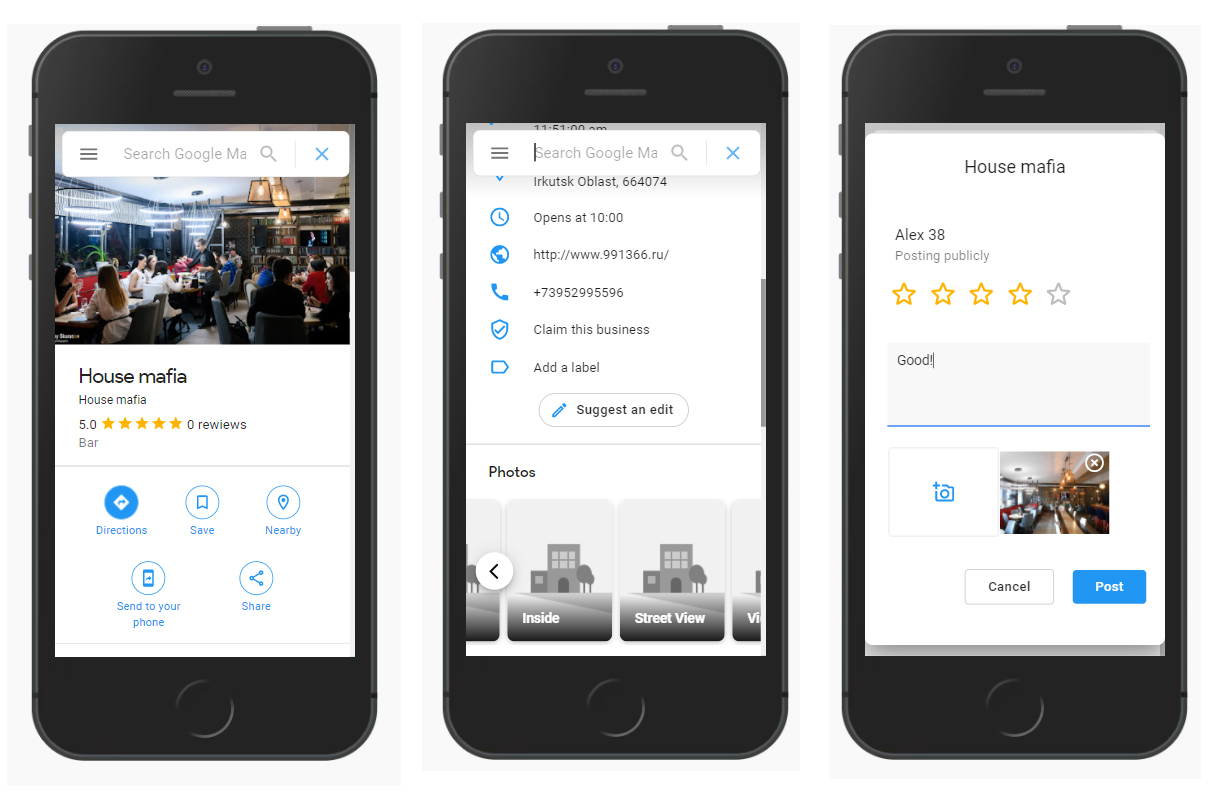 Search Google Ma
House mafia
House mafia
5.0 0 rewiews
Bar
Directions
Save
Nearby
Send to your
phone
Share
11:51:00 am
Search Google Ma
Irkutsk Oblast, 664074
Opens at 10:00
http://www.991366.ru/
+73952995596
Claim this business
Add a label
Suggest an edit
Photos
Inside
Street View
Vi
House mafia
Alex 38
Posting publicly
Good!
Cancel
Post